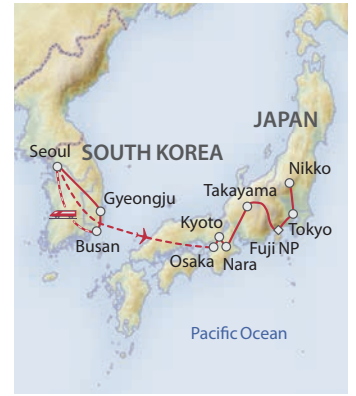 JAPAN
Seoul
SOUTH KOREA
Nikko
Takayama
Gyeongju
Kyoto
Tokyo
Busan
Fuji NP
Osaka
Nara
Pacific Ocean